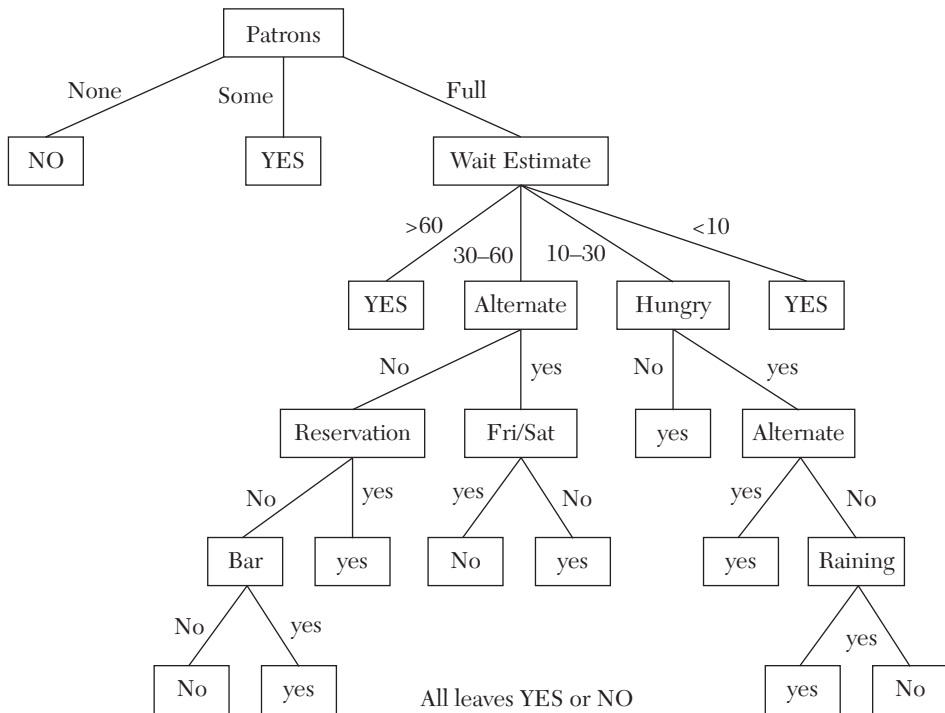 Patrons
None
Some
Full
NO
YES
Wait Estimate
>60
30–60
10–30
<10
YES
Alternate
Hungry
YES
No
yes
No
yes
Reservation
Fri/Sat
yes
Alternate
No
yes
yes
No
yes
No
Bar
yes
No
yes
yes
Raining
No
yes
yes
No
yes
yes
No
All leaves YES or NO